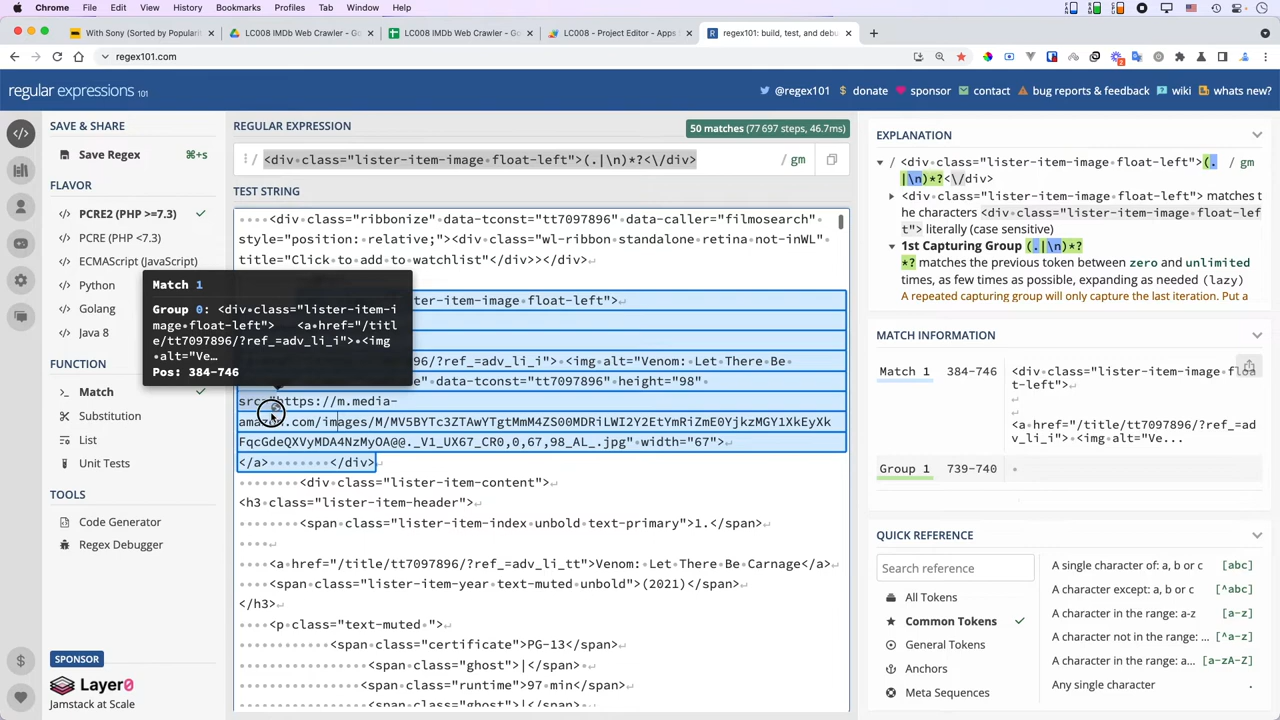 Chrome File Edit View History Bookmarks Profiles Tab Window Help
With Sony (Sorted by Populari
LC008 IMDb Web Crawler - Go
LC008 IMDb Web Crawler - Go
LC008 - Project Editor - Apps S
regex101: build, test, and debu
regex101.com
regular expressions 101
@regex101 donate sponsor contact bug reports & feedback wiki whats new?
SAVE & SHARE
Save Regex ⌘+s
FLAVOR
PCRE2 (PHP >=7.3)
PCRE (PHP <7.3)
ECMAScript (JavaScript)
Python
Golang
Java 8
FUNCTION
Match
Substitution
List
Unit Tests
TOOLS
Code Generator
Regex Debugger
SPONSOR
Layer0
Jamstack at Scale
REGULAR EXPRESSION
50 matches (77 697 steps, 46.7ms)
/ <div class="lister-item-image float-left">(.|\n)*?<\/div> / gm
TEST STRING
····<div class="ribbonize" data-tconst="tt7097896" data-caller="filmosearch"·
style="position: relative;"><div class="wl-ribbon standalone retina not-inWL"·
title="Click to add to watchlist"</div></div>↵
ister-item-image float-left">↵
96/?ref_=adv_li_i"> <img alt="Venom: Let There Be·
e" data-tconst="tt7097896" height="98"·
src="https://m.media-
amazon.com/images/M/MV5BYTc3ZTAwYTgtMmM4ZS00MDRiLWI2Y2EtYmRiZmE0YjkzMGY1XkEyXk
FqcGdeQXVyMDA4NzMyOA@@._V1_UX67_CR0,0,67,98_AL_.jpg" width="67">↵
</a>········</div>↵
········<div class="lister-item-content">↵
<h3 class="lister-item-header">↵
········<span class="lister-item-index unbold text-primary">1.</span>↵
····↵
····<a href="/title/tt7097896/?ref_=adv_li_tt">Venom: Let There Be Carnage</a>↵
····<span class="lister-item-year text-muted unbold">(2021)</span>↵
</h3>↵
····<p class="text-muted ">↵
············<span class="certificate">PG-13</span>↵
·················<span class="ghost">|</span>↵
·················<span class="runtime">97 min</span>↵
·················<span class="ghost">|</span>↵
Match 1
Group 0: <div·class="lister-item-i
mage·float-left">   <a·href="/titl
e/tt7097896/?ref_=adv_li_i">·<img
·alt="Ve…
Pos: 384-746
EXPLANATION
/ <div class="lister-item-image float-left">(. / gm
|\n)*?<\/div>
<div class="lister-item-image float-left"> matches t
he characters <div class="lister-item-image float-lef
t"> literally (case sensitive)
1st Capturing Group (.|\n)*?
*? matches the previous token between zero and unlimited
times, as few times as possible, expanding as needed (lazy)
A repeated capturing group will only capture the last iteration. Put a
MATCH INFORMATION
Match 1 384-746 <div class="lister-item-image floa
t-left">
↵
↵
<a href="/title/tt7097896/?ref_=ad
v_li_i"> <img alt="Ve...
Group 1 739-740 ·
QUICK REFERENCE
Search reference
All Tokens
Common Tokens
General Tokens
Anchors
Meta Sequences
A single character of: a, b or c [abc]
A character except: a, b or c [^abc]
A character in the range: a-z [a-z]
A character not in the range: ... [^a-z]
A character in the range: a... [a-zA-Z]
Any single character .